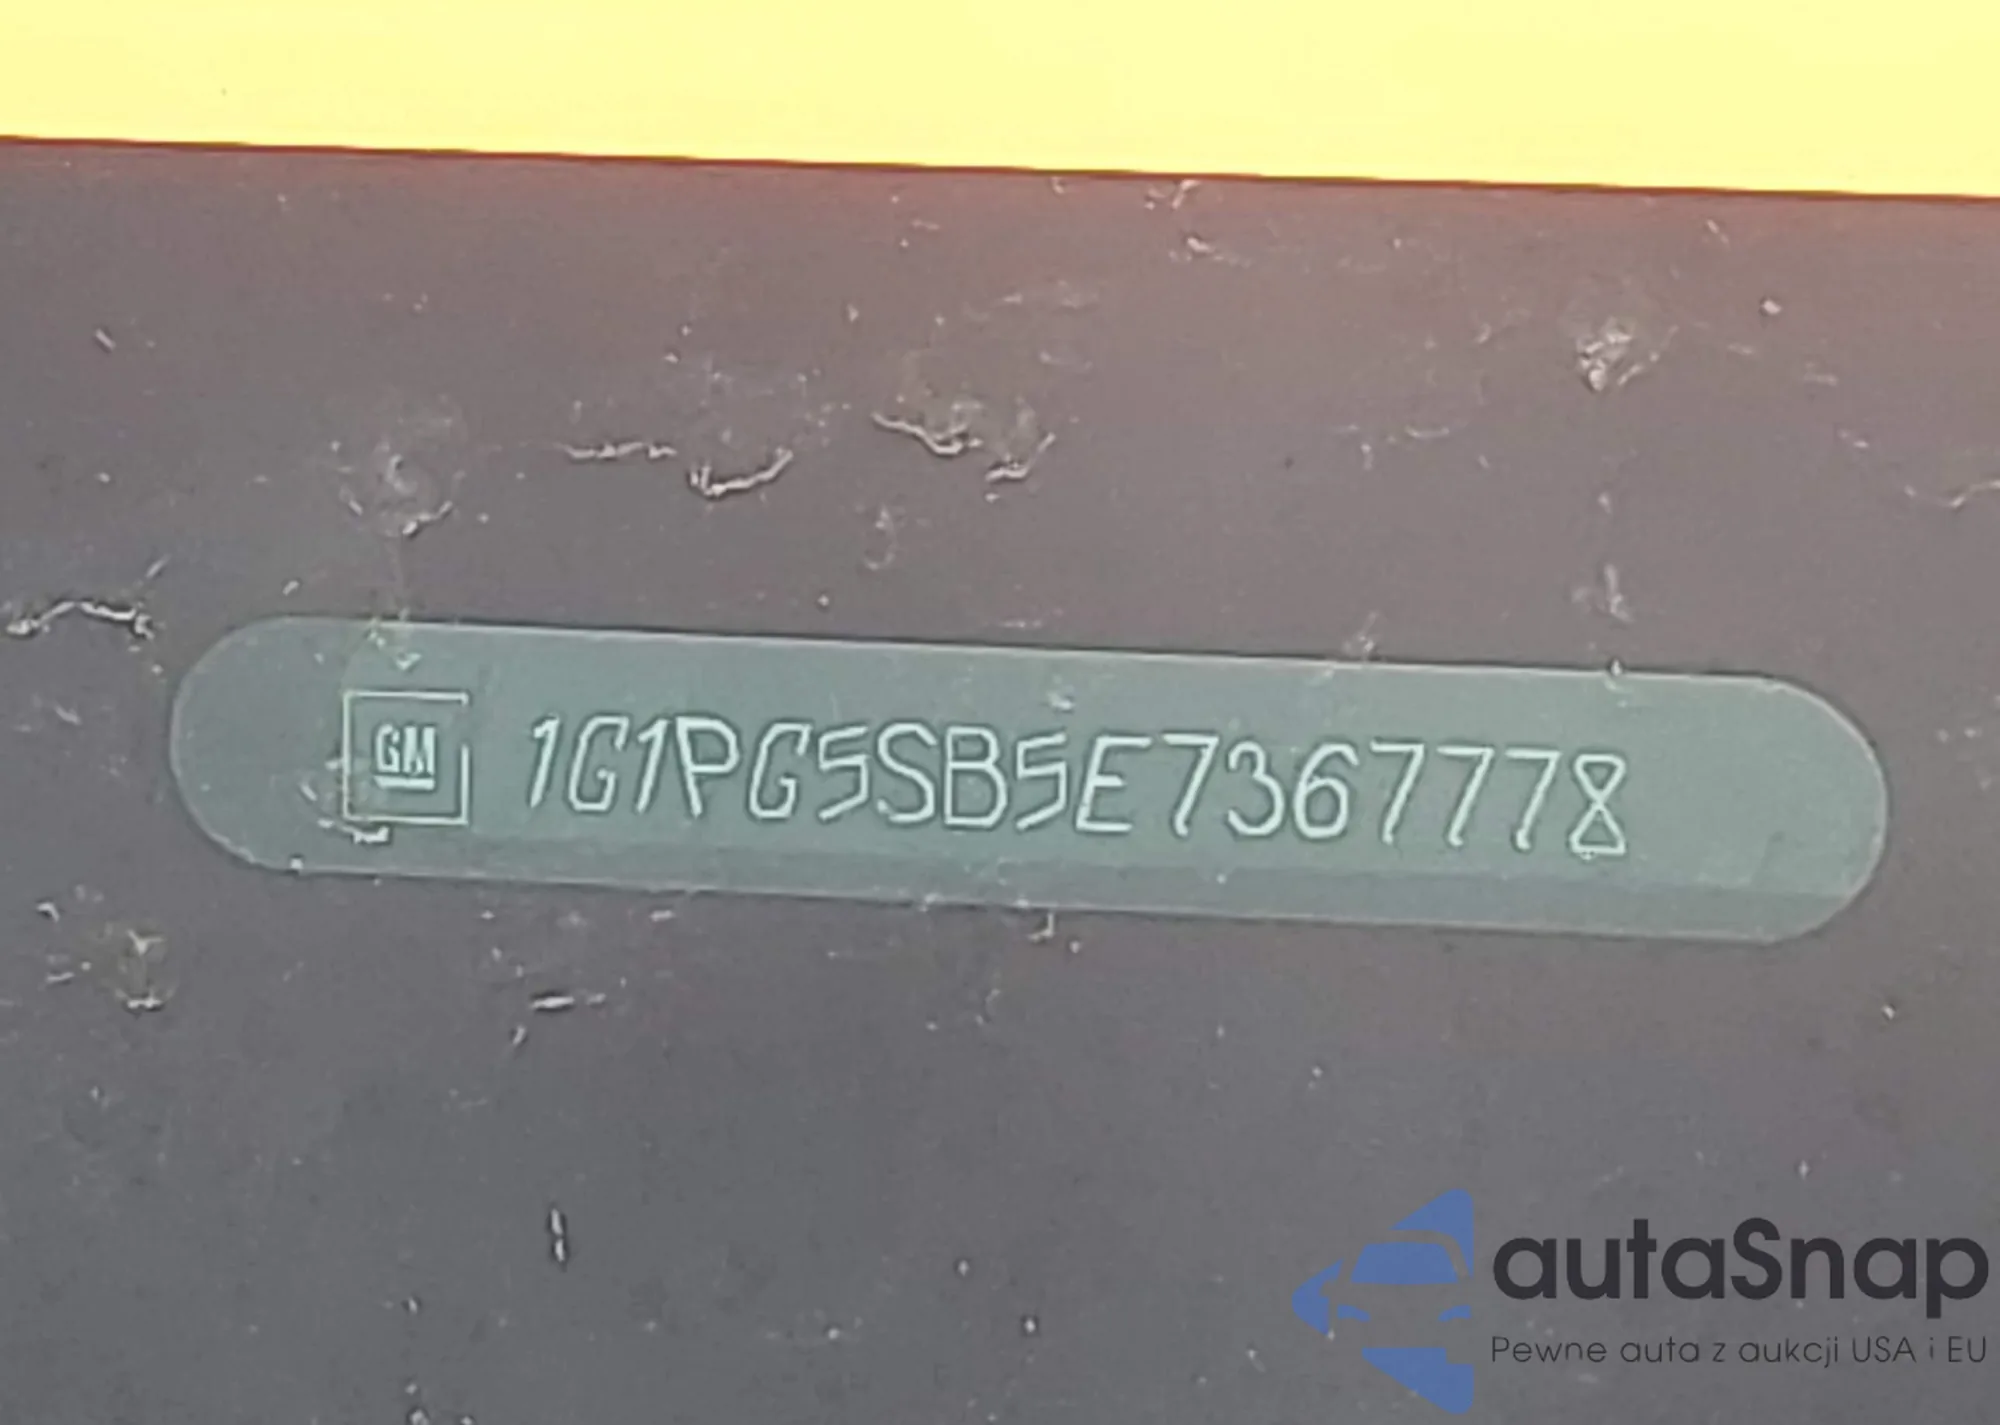 GM 1G1PG5SB5E7367778
autaSnap
Pewne auta z aukcji USA i EU